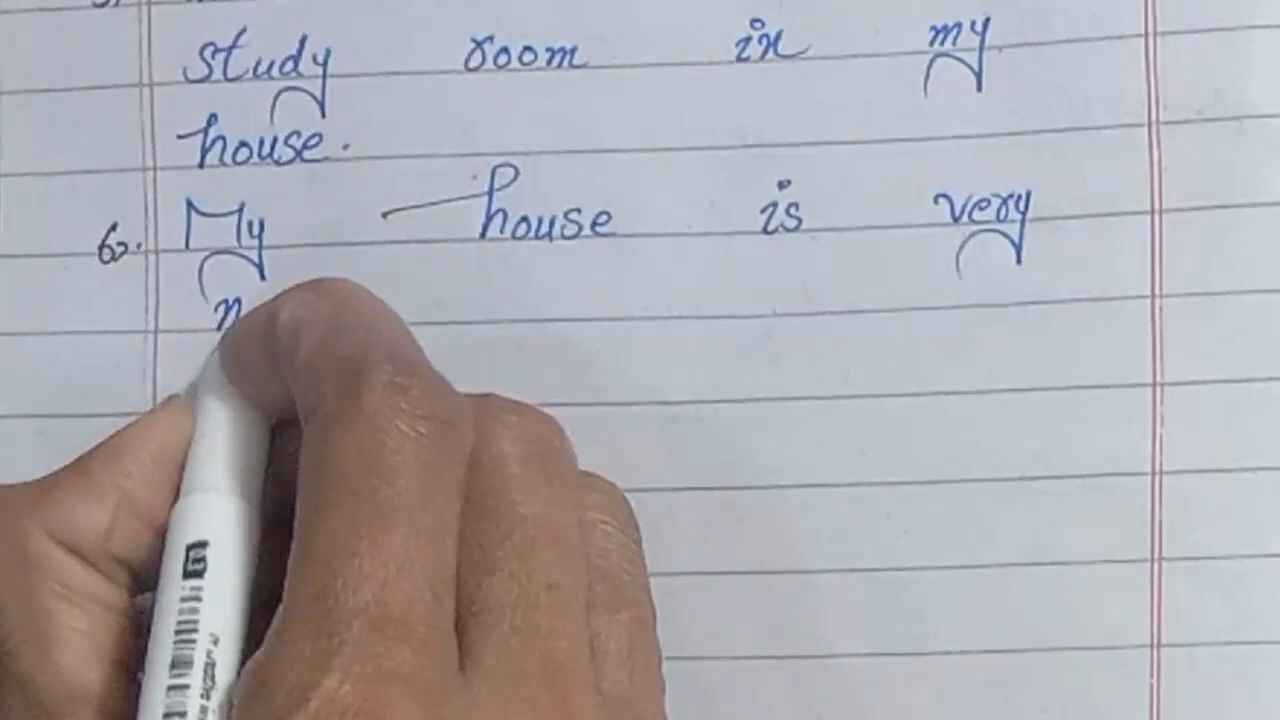 study room in my
house.
6. My house is very
n